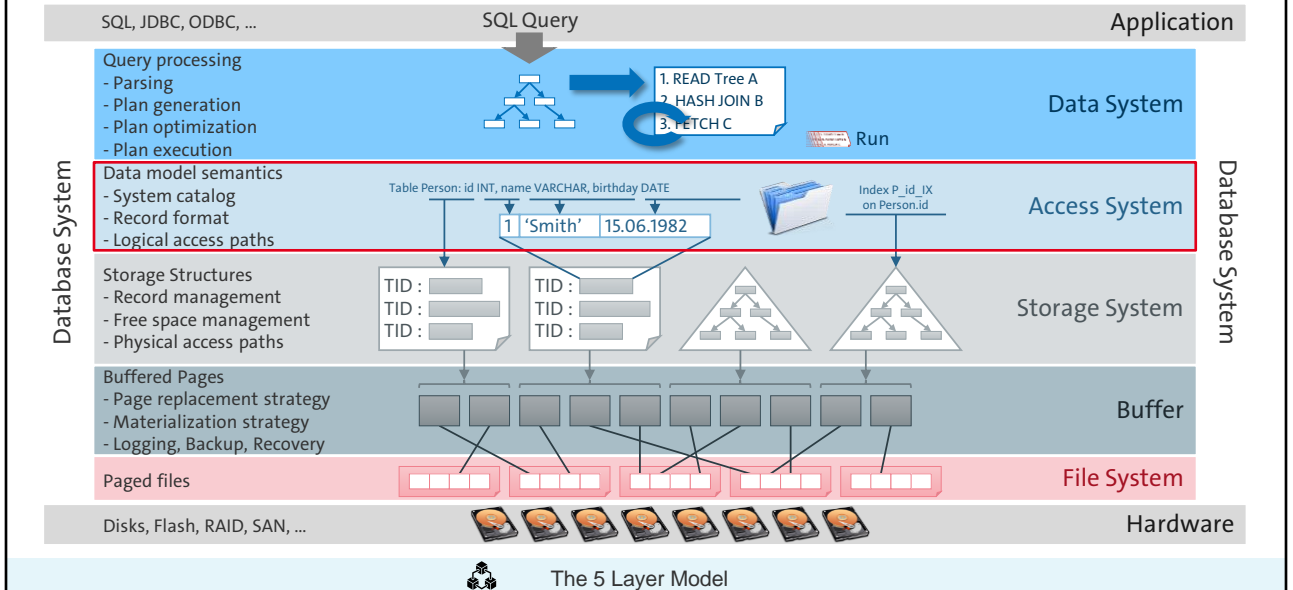 SQL, JDBC, ODBC, ...
SQL Query
Application
Query processing
- Parsing
- Plan generation
- Plan optimization
- Plan execution
1. READ Tree A
2. HASH JOIN B
3. FETCH C
Run
Data System
Database System
Database System
Data model semantics
- System catalog
- Record format
- Logical access paths
Table Person: id INT, name VARCHAR, birthday DATE
1 'Smith' 15.06.1982
Index P_id_IX
on Person.id
Access System
Storage Structures
- Record management
- Free space management
- Physical access paths
TID :
TID :
TID :
TID :
TID :
TID :
Storage System
Buffered Pages
- Page replacement strategy
- Materialization strategy
- Logging, Backup, Recovery
Buffer
Paged files
File System
Disks, Flash, RAID, SAN, ...
Hardware
The 5 Layer Model